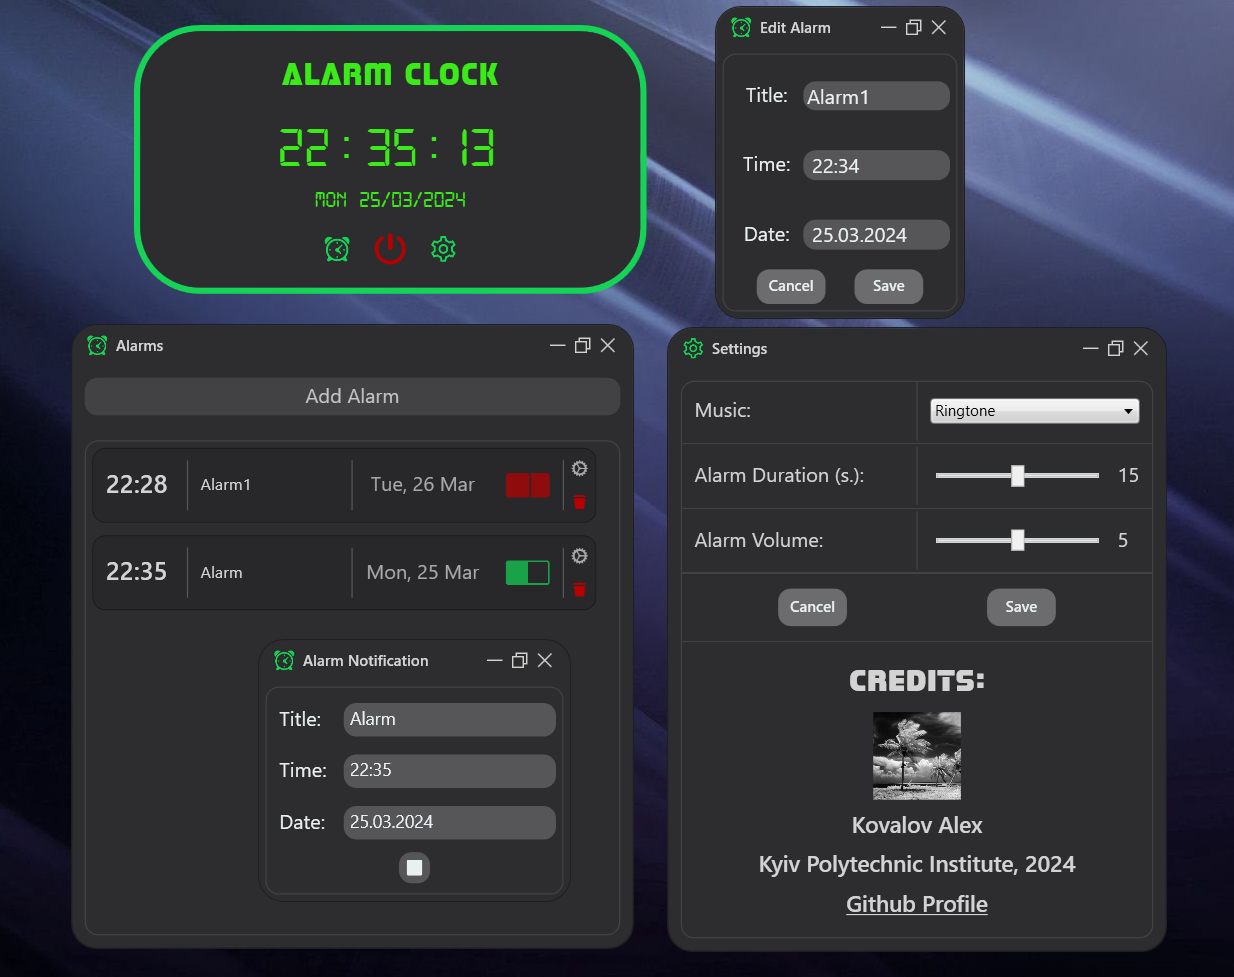 ALARM CLOCK
22:35:13
MON 25/03/2024
Edit Alarm
Title: Alarm1
Time: 22:34
Date: 25.03.2024
Cancel Save
Alarms
Add Alarm
22:28 Alarm1 Tue, 26 Mar
22:35 Alarm Mon, 25 Mar
Alarm Notification
Title: Alarm
Time: 22:35
Date: 25.03.2024
Settings
Music: Ringtone
Alarm Duration (s.): 15
Alarm Volume: 5
Cancel Save
CREDITS:
Kovalov Alex
Kyiv Polytechnic Institute, 2024
Github Profile